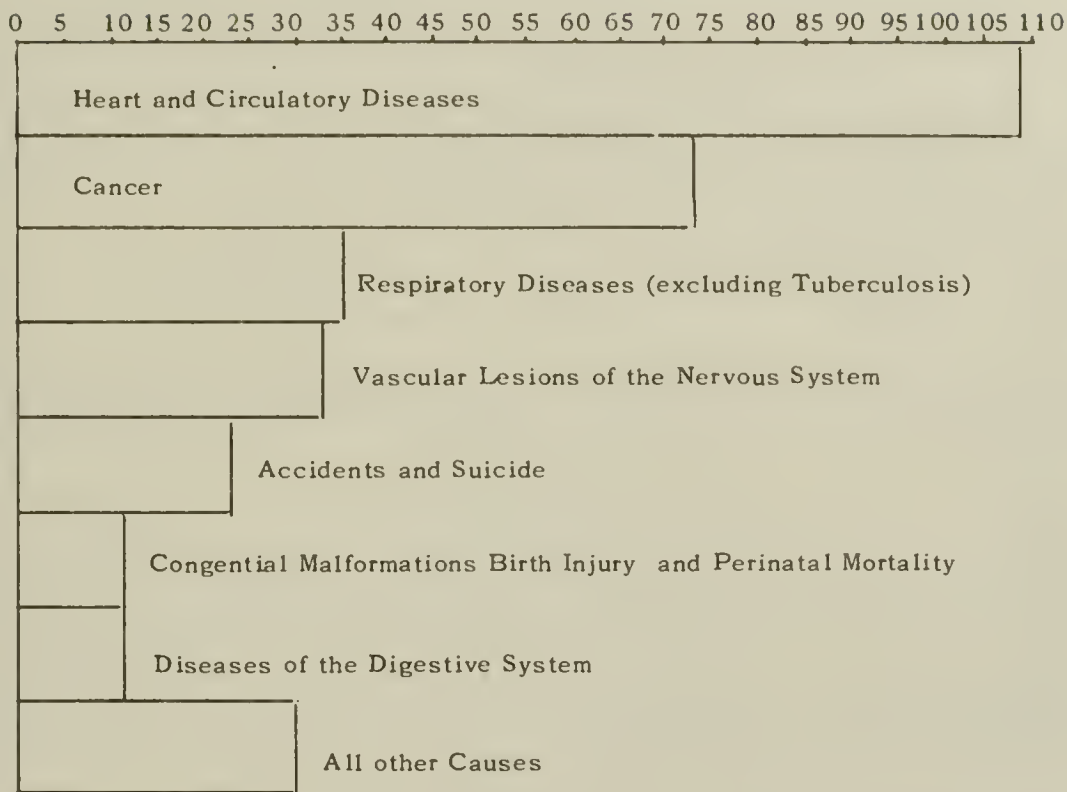 0 5 10 15 20 25 30 35 40 45 50 55 60 65 70 75 80 85 90 95 100 105 110
Heart and Circulatory Diseases
Cancer
Respiratory Diseases (excluding Tuberculosis)
Vascular Lesions of the Nervous System
Accidents and Suicide
Congential Malformations Birth Injury and Perinatal Mortality
Diseases of the Digestive System
All other Causes